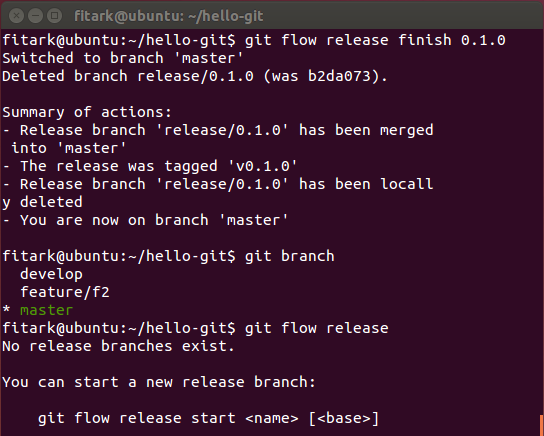 fitark@ubuntu: ~/hello-git
fitark@ubuntu:~/hello-git$ git flow release finish 0.1.0
Switched to branch 'master'
Deleted branch release/0.1.0 (was b2da073).
Summary of actions:
- Release branch 'release/0.1.0' has been merged
 into 'master'
- The release was tagged 'v0.1.0'
- Release branch 'release/0.1.0' has been locall
y deleted
- You are now on branch 'master'
fitark@ubuntu:~/hello-git$ git branch
  develop
  feature/f2
* master
fitark@ubuntu:~/hello-git$ git flow release
No release branches exist.
You can start a new release branch:
    git flow release start <name> [<base>]